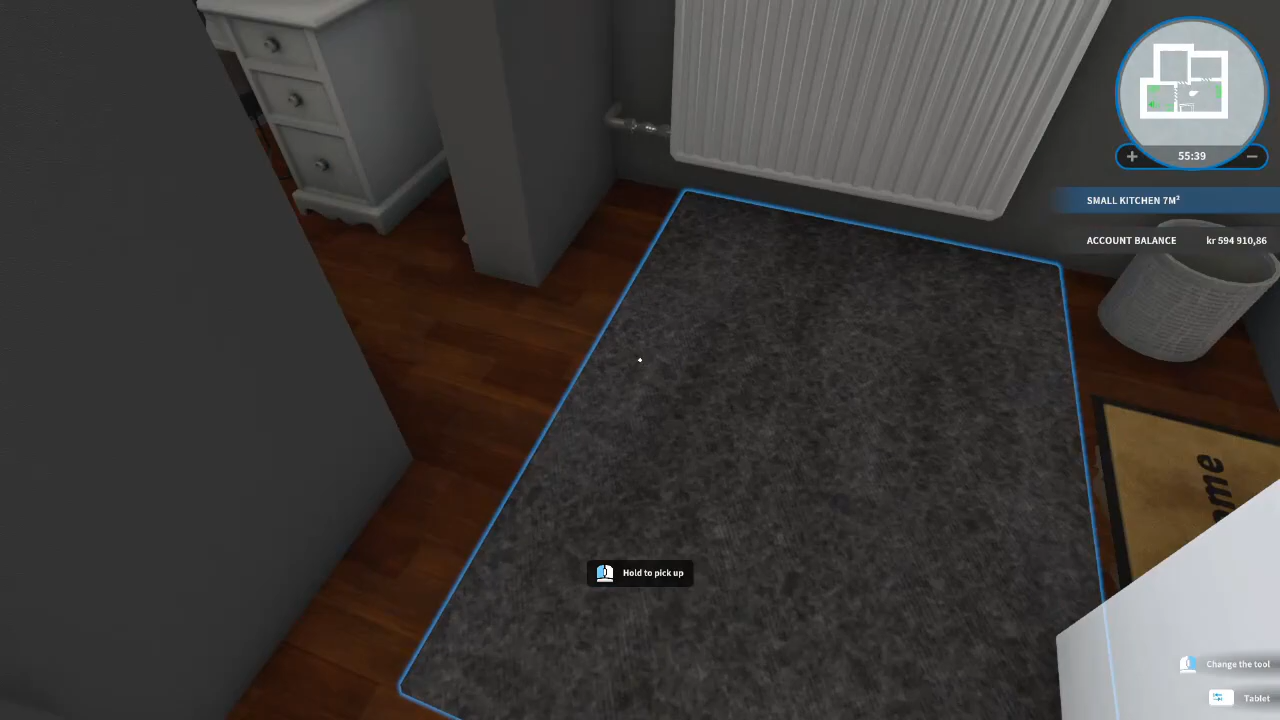 55:39
SMALL KITCHEN 7M²
ACCOUNT BALANCE kr 594 910,86
ome
Hold to pick up
Change the tool
Tablet